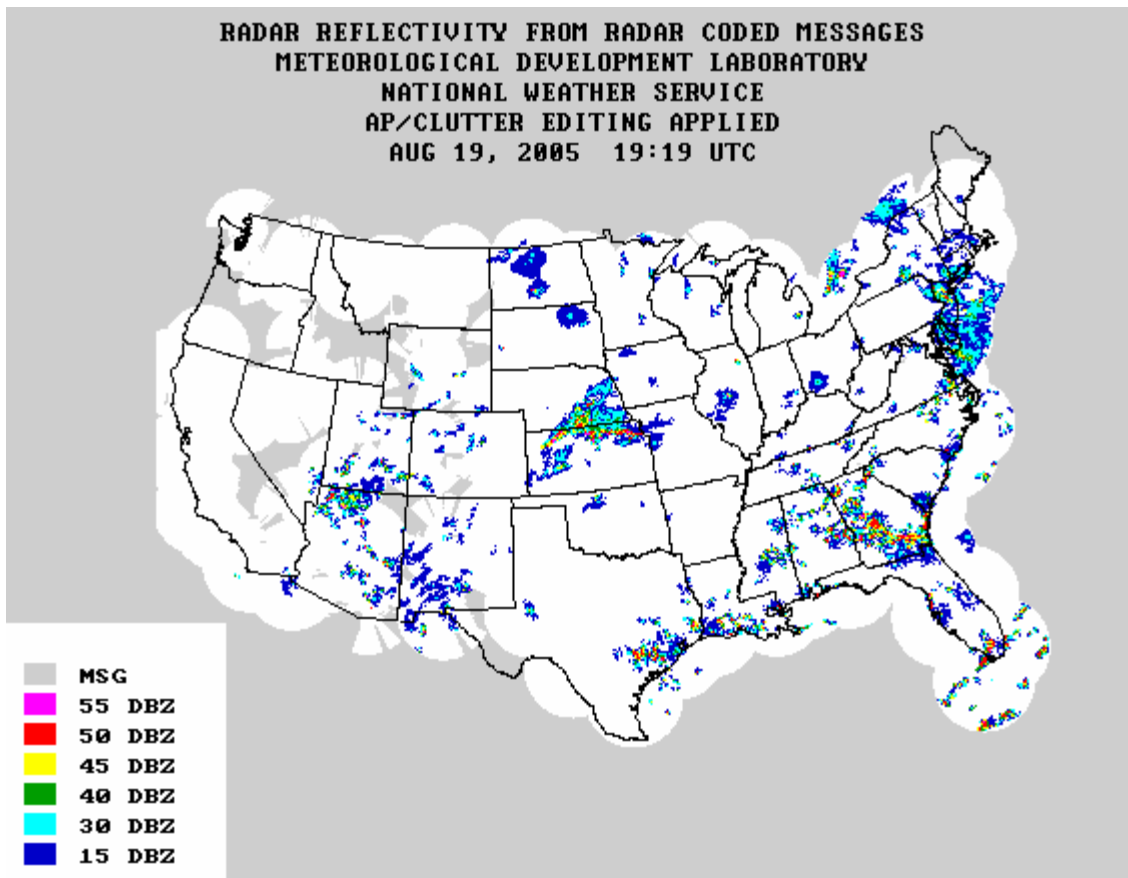 RADAR REFLECTIVITY FROM RADAR CODED MESSAGES
METEOROLOGICAL DEVELOPMENT LABORATORY
NATIONAL WEATHER SERVICE
AP/CLUTTER EDITING APPLIED
AUG 19, 2005 19:19 UTC
MSG
55 DBZ
50 DBZ
45 DBZ
40 DBZ
30 DBZ
15 DBZ